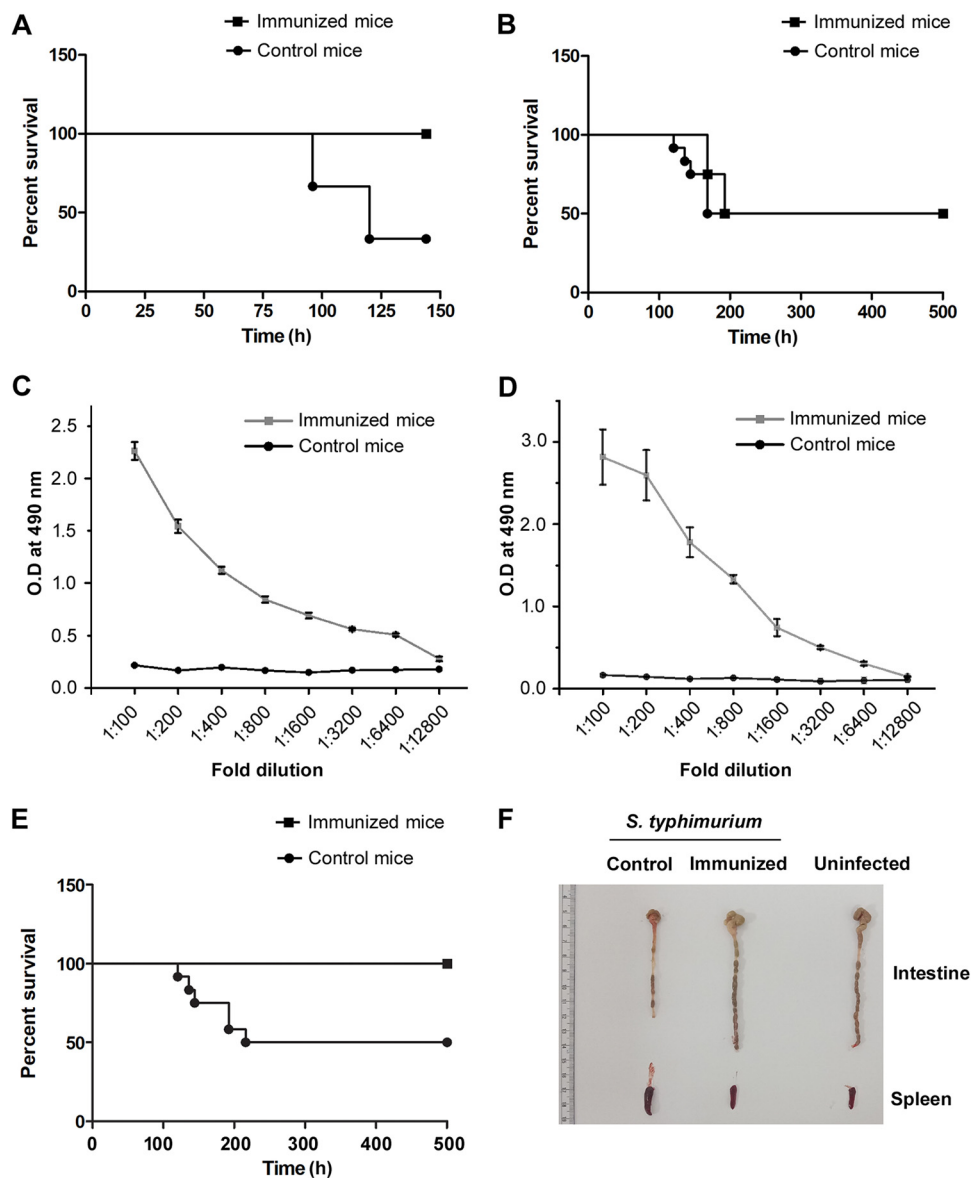 A
Immunized mice
Control mice
150
100
50
0
Percent survival
0 25 50 75 100 125 150
Time (h)
B
Immunized mice
Control mice
150
100
50
0
Percent survival
0 100 200 300 400 500
Time (h)
C
Immunized mice
Control mice
2.5
2.0
1.5
1.0
0.5
0.0
O.D at 490 nm
1:100 1:200 1:400 1:800 1:1600 1:3200 1:6400 1:12800
Fold dilution
D
Immunized mice
Control mice
3.0
2.0
1.0
0.0
O.D at 490 nm
1:100 1:200 1:400 1:800 1:1600 1:3200 1:6400 1:12800
Fold dilution
E
Immunized mice
Control mice
150
100
50
0
Percent survival
0 100 200 300 400 500
Time (h)
F
S. typhimurium
Control Immunized Uninfected
Intestine
Spleen